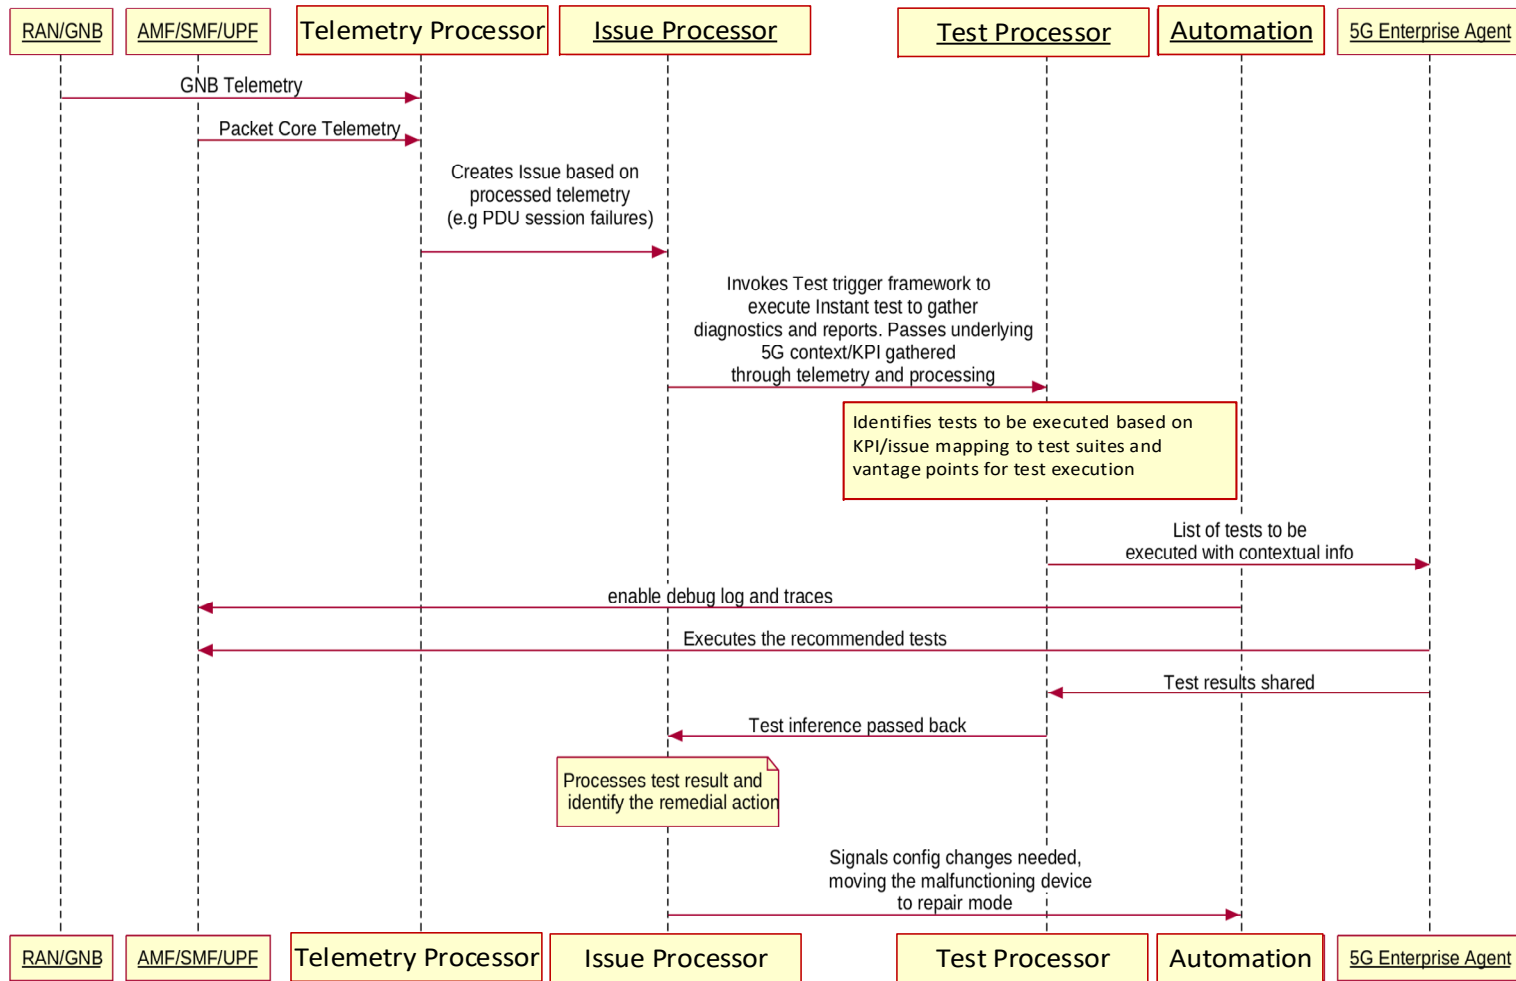 RAN/GNB
AMF/SMF/UPF
Telemetry Processor
Issue Processor
Test Processor
Automation
5G Enterprise Agent
GNB Telemetry
Packet Core Telemetry
Creates Issue based on
processed telemetry
(e.g PDU session failures)
Invokes Test trigger framework to
execute Instant test to gather
diagnostics and reports. Passes underlying
5G context/KPI gathered
through telemetry and processing
Identifies tests to be executed based on
KPI/issue mapping to test suites and
vantage points for test execution
List of tests to be
executed with contextual info
enable debug log and traces
Executes the recommended tests
Test results shared
Test inference passed back
Processes test result and
identify the remedial action
Signals config changes needed,
moving the malfunctioning device
to repair mode
RAN/GNB
AMF/SMF/UPF
Telemetry Processor
Issue Processor
Test Processor
Automation
5G Enterprise Agent